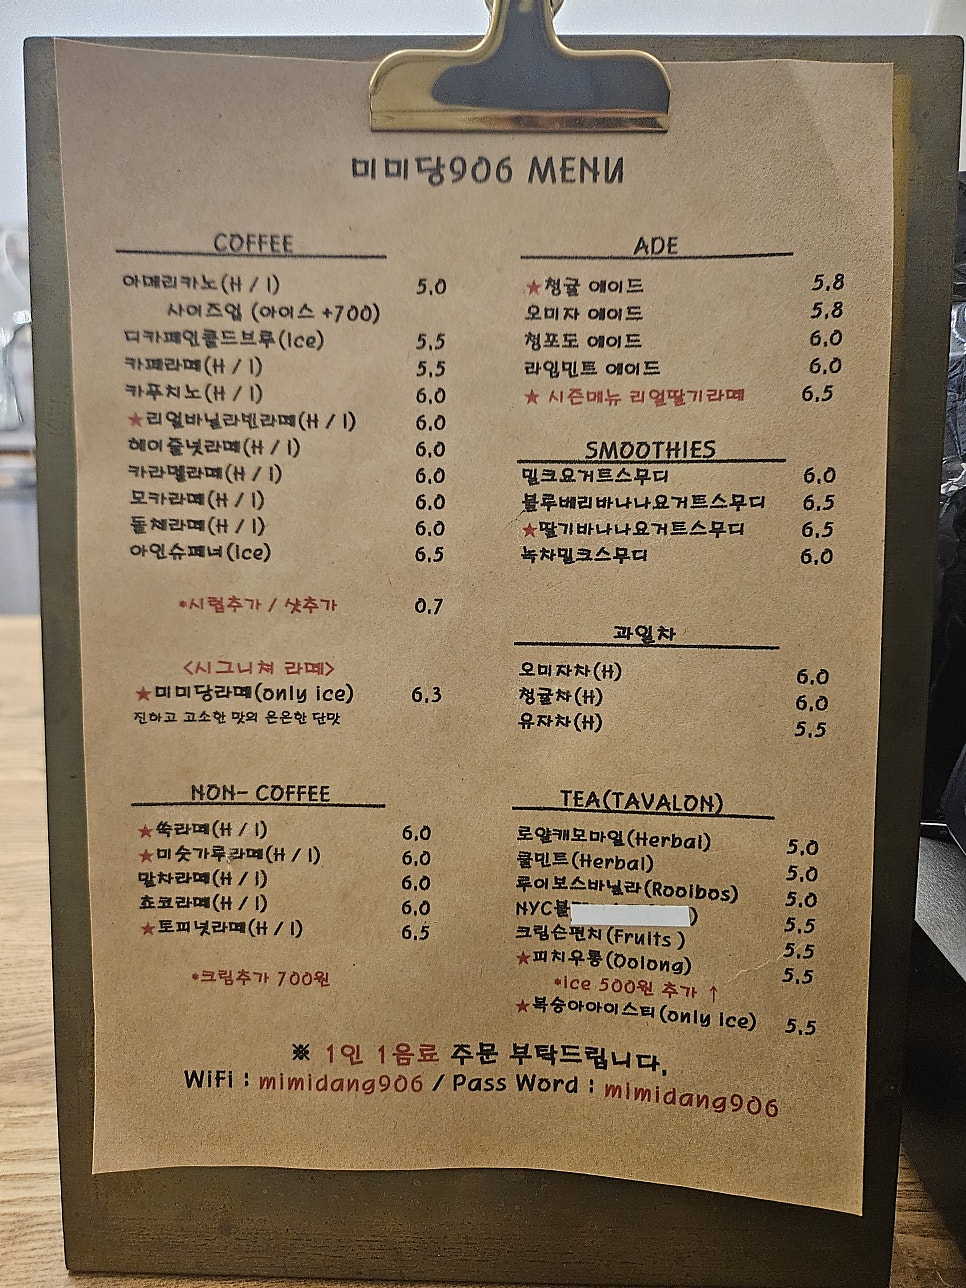 미미당906 MENU
COFFEE
아메리카노(H / I) 5.0
사이즈업 (아이스 +700)
디카페인콜드브루(Ice) 5.5
카페라떼(H / I) 5.5
카푸치노(H / I) 6.0
★리얼바닐라빈라떼(H / I) 6.0
헤이즐넛라떼(H / I) 6.0
카라멜라떼(H / I) 6.0
모카라떼(H / I) 6.0
돌체라떼(H / I) 6.0
아인슈페너(Ice) 6.5
*시럽추가 / 샷추가 0.7
<시그니쳐 라떼>
★미미당라떼(only ice) 6.3
진하고 고소한 맛의 은은한 단맛
NON- COFFEE
★쑥라떼(H / I) 6.0
★미숫가루라떼(H / I) 6.0
말차라떼(H / I) 6.0
쵸코라떼(H / I) 6.0
★토피넛라떼(H / I) 6.5
*크림추가 700원
ADE
★청귤 에이드 5.8
오미자 에이드 5.8
청포도 에이드 6.0
라임민트 에이드 6.0
★ 시즌메뉴 리얼딸기라떼 6.5
SMOOTHIES
밀크요거트스무디 6.0
블루베리바나나요거트스무디 6.5
★딸기바나나요거트스무디 6.5
녹차밀크스무디 6.0
과일차
오미자차(H) 6.0
청귤차(H) 6.0
유자차(H) 5.5
TEA(TAVALON)
로얄캐모마일(Herbal) 5.0
쿨민트(Herbal) 5.0
루이보스바닐라(Rooibos) 5.0
NYC블 ) 5.5
크림슨펀치(Fruits ) 5.5
★피치우롱(Oolong) 5.5
*ice 500원 추가 ↑
★복숭아아이스티(only ice) 5.5
※ 1인 1음료 주문 부탁드립니다.
WiFi : mimidang906 / Pass Word : mimidang906